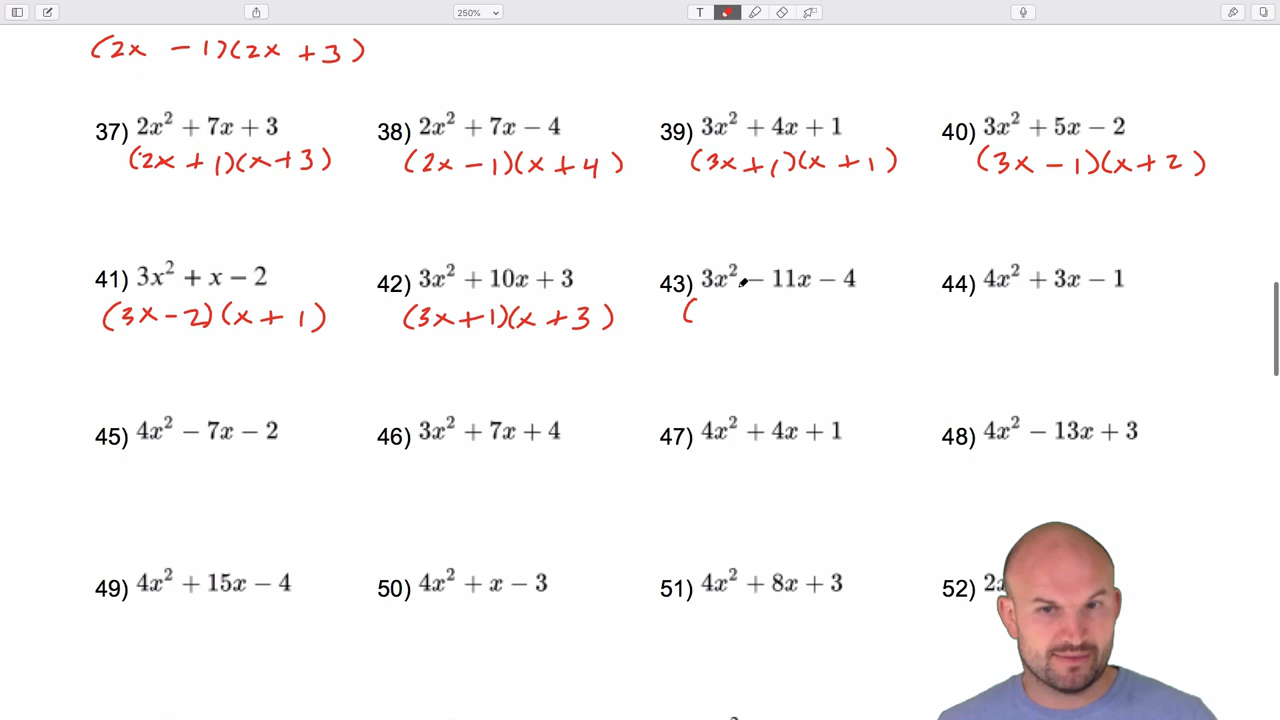 250%
T
(2x - 1)(2x + 3)
37) 2x² + 7x + 3
38) 2x² + 7x - 4
39) 3x² + 4x + 1
40) 3x² + 5x - 2
(2x + 1)(x + 3)
(2x - 1)(x + 4)
(3x + 1)(x + 1)
(3x - 1)(x + 2)
41) 3x² + x - 2
42) 3x² + 10x + 3
43) 3x² - 11x - 4
44) 4x² + 3x - 1
(3x - 2)(x + 1)
(3x + 1)(x + 3)
(
45) 4x² - 7x - 2
46) 3x² + 7x + 4
47) 4x² + 4x + 1
48) 4x² - 13x + 3
49) 4x² + 15x - 4
50) 4x² + x - 3
51) 4x² + 8x + 3
52)